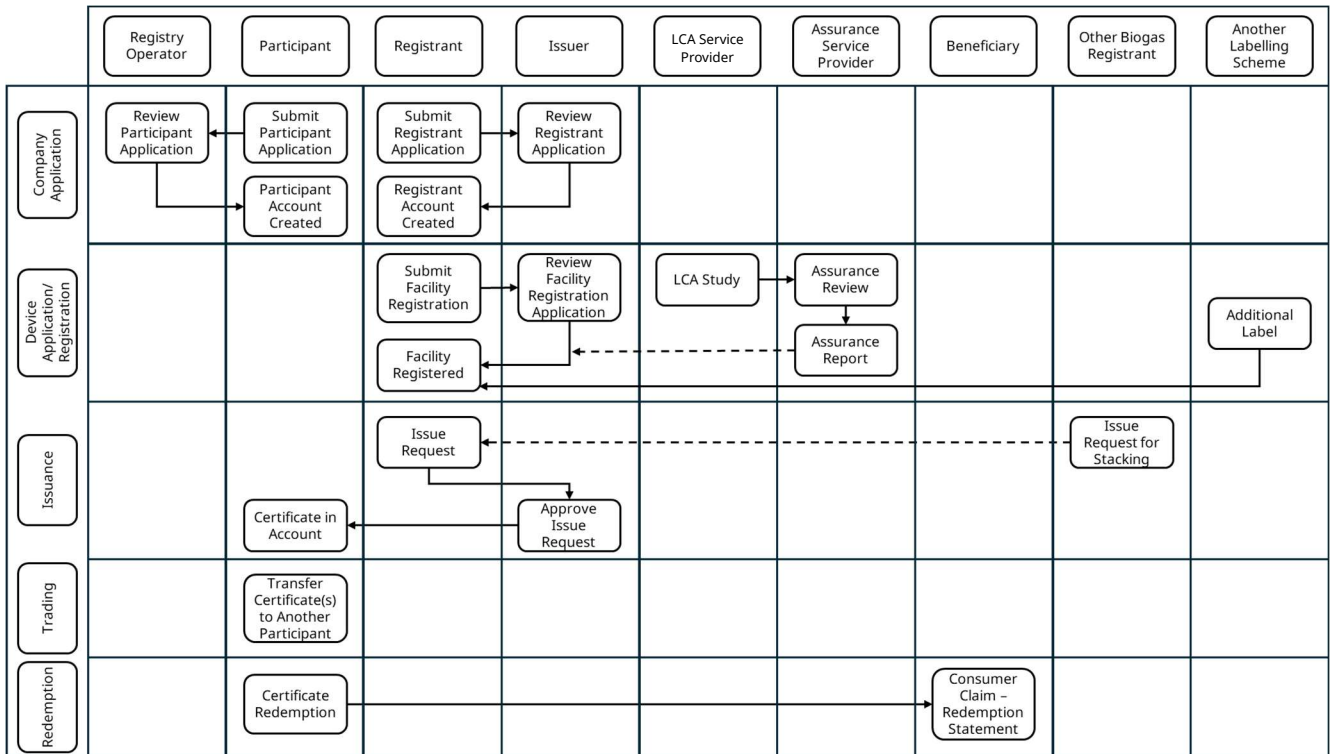 Registry
Operator
Participant
Registrant
Issuer
LCA Service
Provider
Assurance
Service
Provider
Beneficiary
Other Biogas
Registrant
Another
Labelling
Scheme
Company
Application
Review
Participant
Application
Submit
Participant
Application
Submit
Registrant
Application
Review
Registrant
Application
Participant
Account
Created
Registrant
Account
Created
Device
Application/
Registration
Submit
Facility
Registration
Review
Facility
Registration
Application
LCA Study
Assurance
Review
Additional
Label
Facility
Registered
Assurance
Report
Issuance
Issue
Request
Issue
Request for
Stacking
Certificate in
Account
Approve
Issue
Request
Trading
Transfer
Certificate(s)
to Another
Participant
Redemption
Certificate
Redemption
Consumer
Claim –
Redemption
Statement